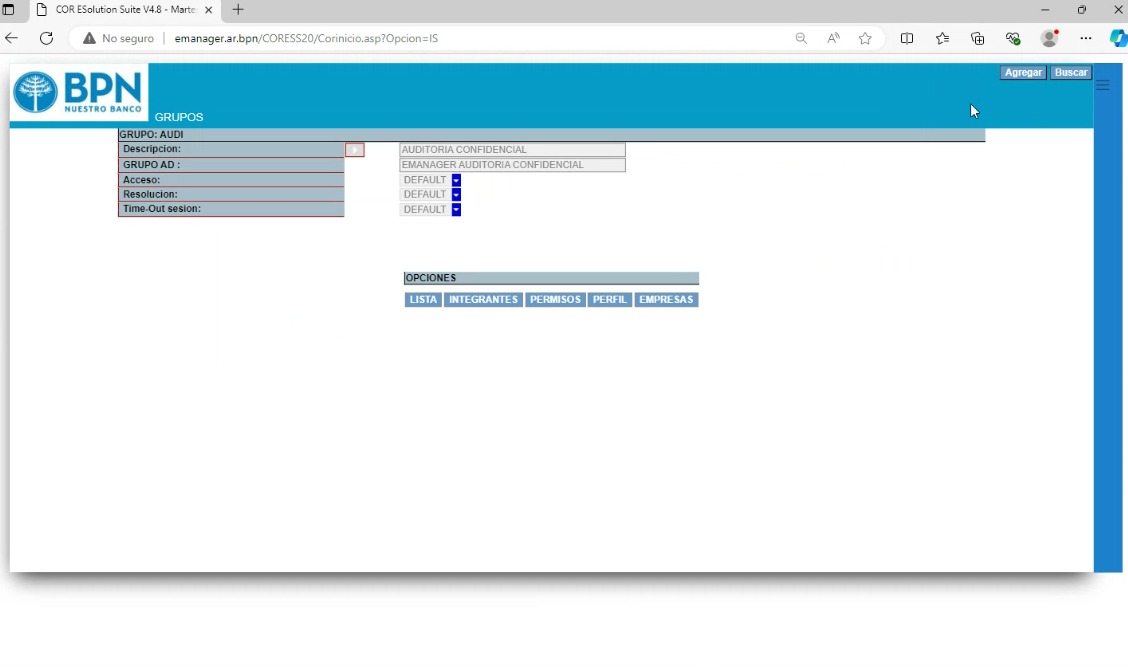 COR ESolution Suite V4.8 - Marte
No seguro
emanager.ar.bpn/CORESS20/Corinicio.asp?Opcion=IS
Agregar Buscar
BPN
NUESTRO BANCO
GRUPOS
GRUPO: AUDI
Descripcion: AUDITORIA CONFIDENCIAL
GRUPO AD : EMANAGER AUDITORIA CONFIDENCIAL
Acceso: DEFAULT
Resolucion: DEFAULT
Time-Out sesion: DEFAULT
OPCIONES
LISTA INTEGRANTES PERMISOS PERFIL EMPRESAS